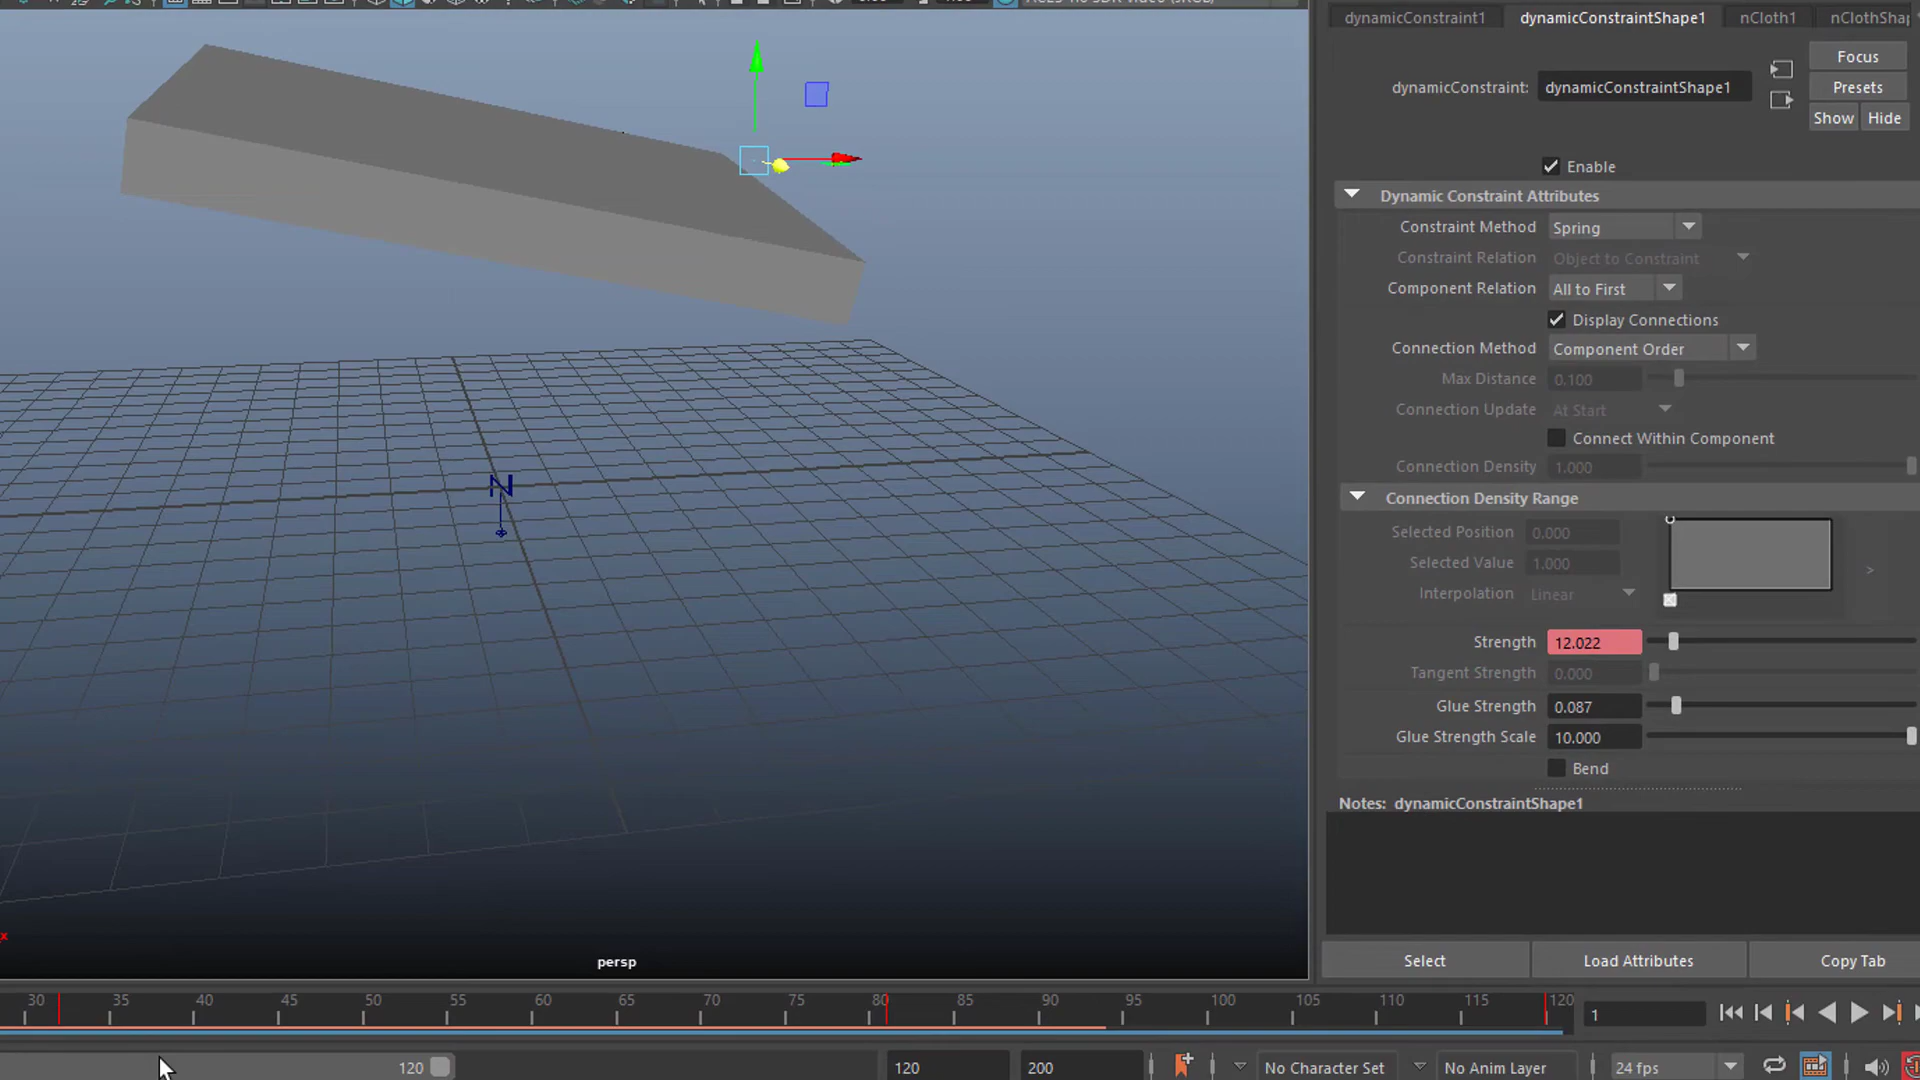 dynamicConstraint1 dynamicConstraintShape1 nCloth1 nClothShap
Focus
dynamicConstraint: dynamicConstraintShape1 Presets
Show Hide
Enable
Dynamic Constraint Attributes
Constraint Method Spring
Constraint Relation Object to Constraint
Component Relation All to First
Display Connections
Connection Method Component Order
Max Distance 0.100
Connection Update At Start
Connect Within Component
Connection Density 1.000
Connection Density Range
Selected Position 0.000
Selected Value 1.000
>
Interpolation Linear
Strength 12.022
Tangent Strength 0.000
Glue Strength 0.087
Glue Strength Scale 10.000
Bend
Notes: dynamicConstraintShape1
N
x
persp
Select Load Attributes Copy Tab
30 35 40 45 50 55 60 65 70 75 80 85 90 95 100 105 110 115 120
1
120 120 200 No Character Set No Anim Layer 24 fps